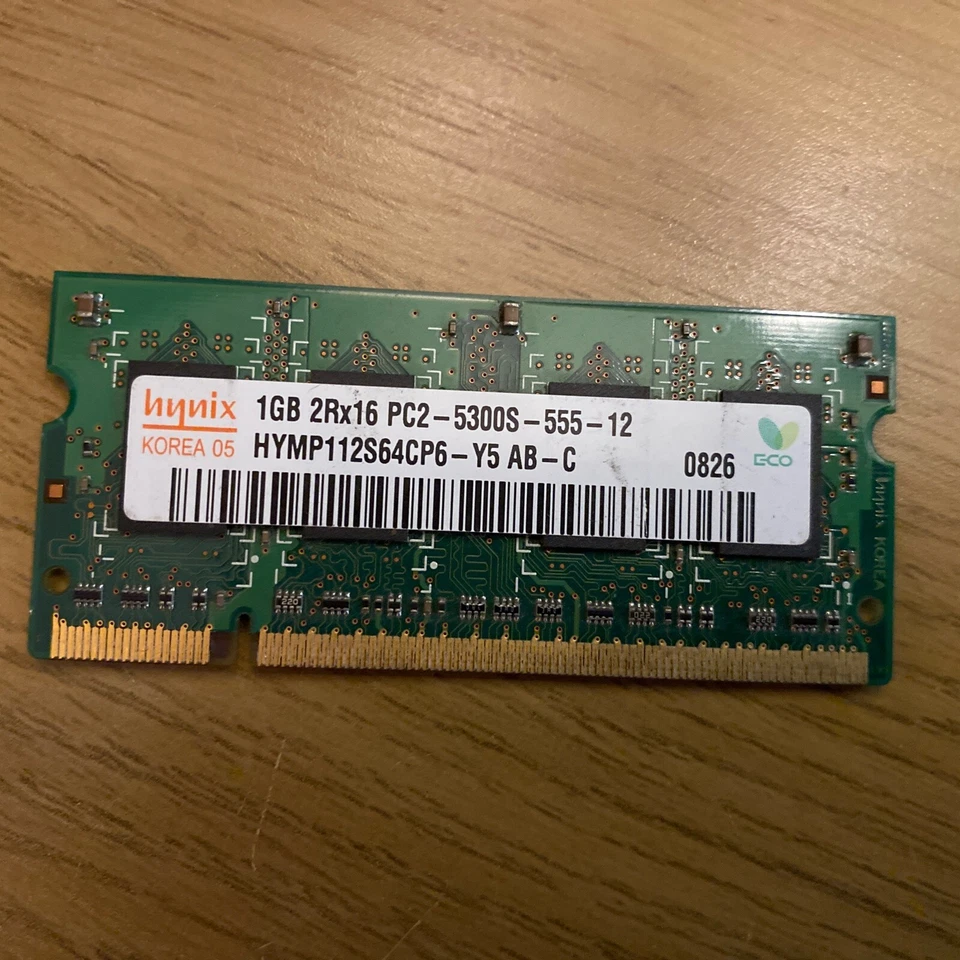 hynix
KOREA 05
1GB 2Rx16 PC2-5300S-555-12
HYMP112S64CP6-Y5 AB-C
0826
ECO
hynix KOREA